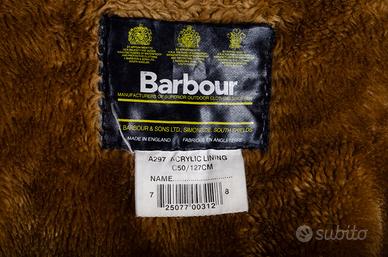 Barbour
MANUFACTURERS OF SUPERIOR OUTDOOR CLOTHING
BARBOUR & SONS LTD, SIMONSIDE, SOUTH SHIELDS
MADE IN ENGLAND FABRIQUE EN ANGLETERRE
A297 ACRYLIC LINING
C50/127CM
NAME
7 8
25077 00312
subito